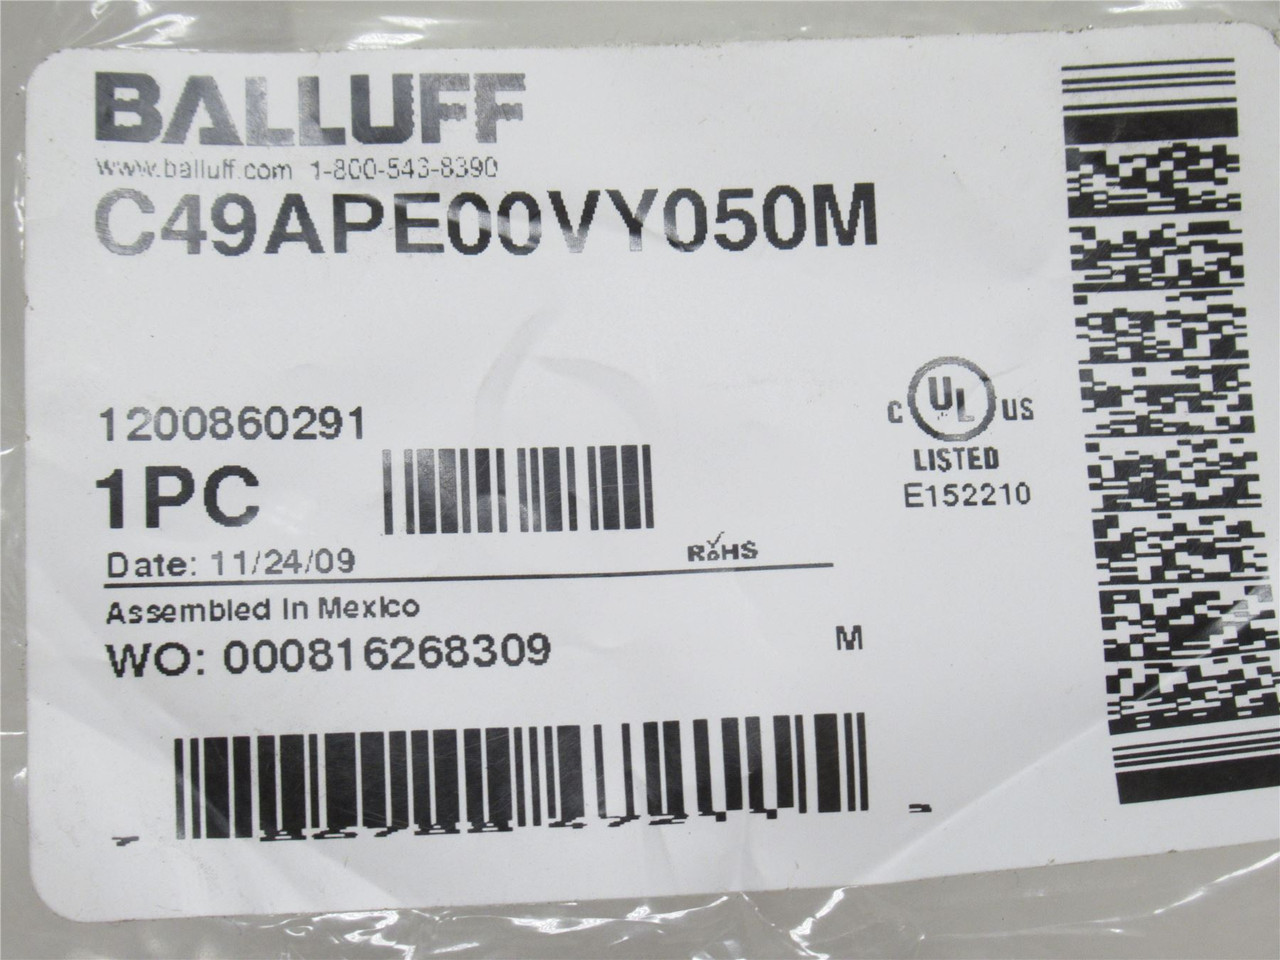 BALLUFF
www.balluff.com 1-800-543-8390
C49APE00VY050M
1200860291
1PC
Date: 11/24/09
RoHS
Assembled In Mexico
WO: 000816268309
M
C UL US
LISTED
E152210